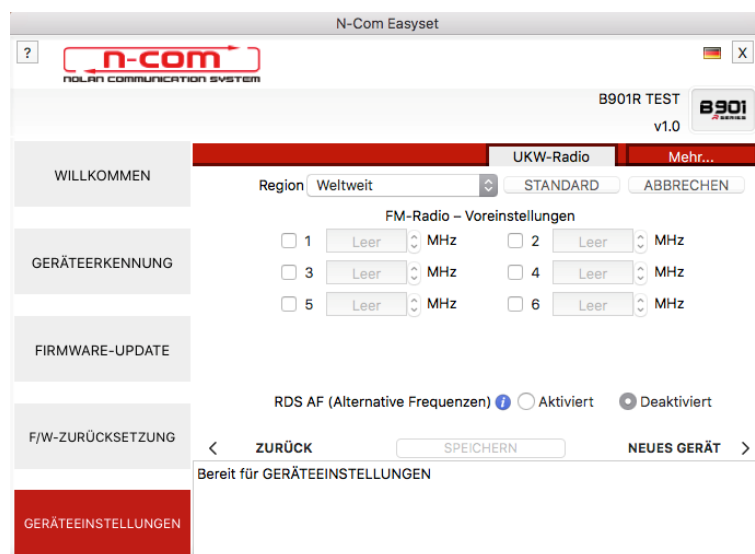 N-Com Easyset
?
n-com
NOLAN COMMUNICATION SYSTEM
X
B901R TEST
v1.0
B901
R SERIES
WILLKOMMEN
GERÄTEERKENNUNG
FIRMWARE-UPDATE
F/W-ZURÜCKSETZUNG
GERÄTEEINSTELLUNGEN
UKW-Radio
Mehr...
Region Weltweit STANDARD ABBRECHEN
FM-Radio – Voreinstellungen
1 Leer MHz 2 Leer MHz
3 Leer MHz 4 Leer MHz
5 Leer MHz 6 Leer MHz
RDS AF (Alternative Frequenzen) i Aktiviert Deaktiviert
< ZURÜCK SPEICHERN NEUES GERÄT >
Bereit für GERÄTEEINSTELLUNGEN